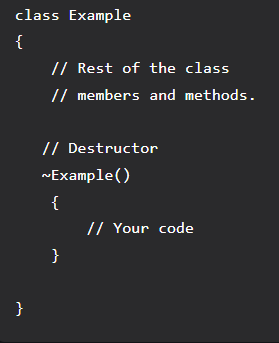 class Example
{
// Rest of the class
// members and methods.
// Destructor
~Example()
{
// Your code
}
}